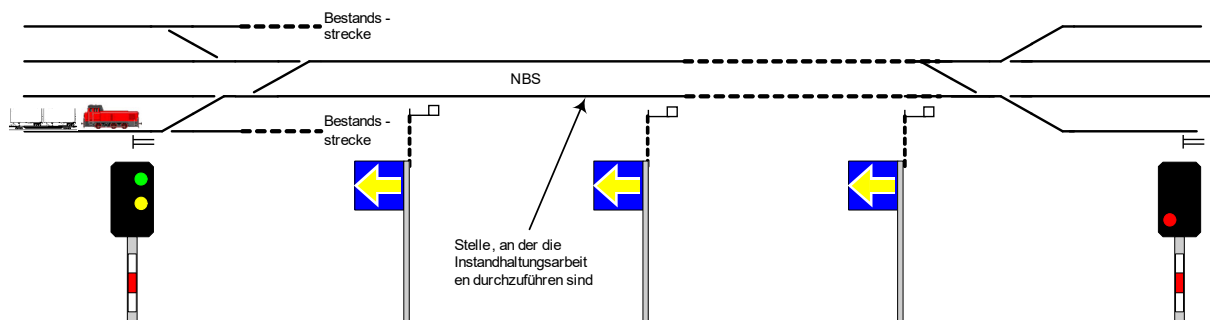 Bestands -
strecke
NBS
Bestands -
strecke
Stelle, an der die
Instandhaltungsarbeit
en durchzuführen sind